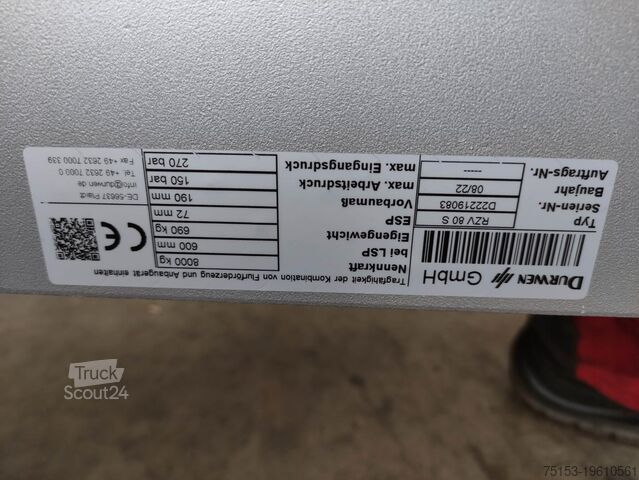 DURWEN GmbH
Typ RZV 80 S
Serien-Nr. D22219083
Baujahr 08/22
Auftrags-Nr. -----
Tragfähigkeit der Kombination von Flurförderzeug und Anbaugerät einhalten
Nennkraft 8000 kg
bei LSP 600 mm
Eigengewicht 690 kg
ESP 72 mm
Vorbaumaß 190 mm
max. Arbeitsdruck 150 bar
max. Eingangsdruck 270 bar
CE
DE-56637 Plaidt
info@durwen.de
Tel. +49 2632 7000 0
Fax +49 2632 7000 339
Truck
Scout24
75153-19610561